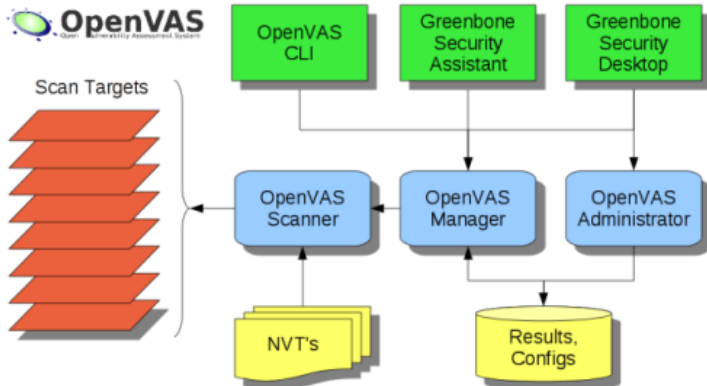 OpenVAS
Open Vulnerability Assessment System
OpenVAS
CLI
Greenbone
Security
Assistant
Greenbone
Security
Desktop
Scan Targets
OpenVAS
Scanner
OpenVAS
Manager
OpenVAS
Administrator
NVT's
Results,
Configs